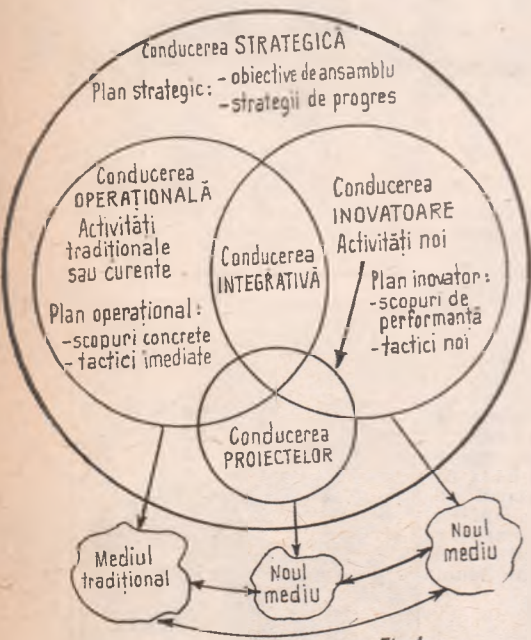 Conducerea STRATEGICĂ
Plan strategic: - obiective de ansamblu
- strategii de progres
Conducerea
OPERAȚIONALĂ
Activități
tradiționale
sau curente
Plan operațional:
- scopuri concrete
- tactici imediate
Conducerea
INTEGRATIVĂ
Conducerea
INOVATOARE
Activități noi
Plan inovator:
- scopuri de
performantă
- tactici noi
Conducerea
PROIECTELOR
Mediul
tradițional
Noul
mediu
Noul
mediu